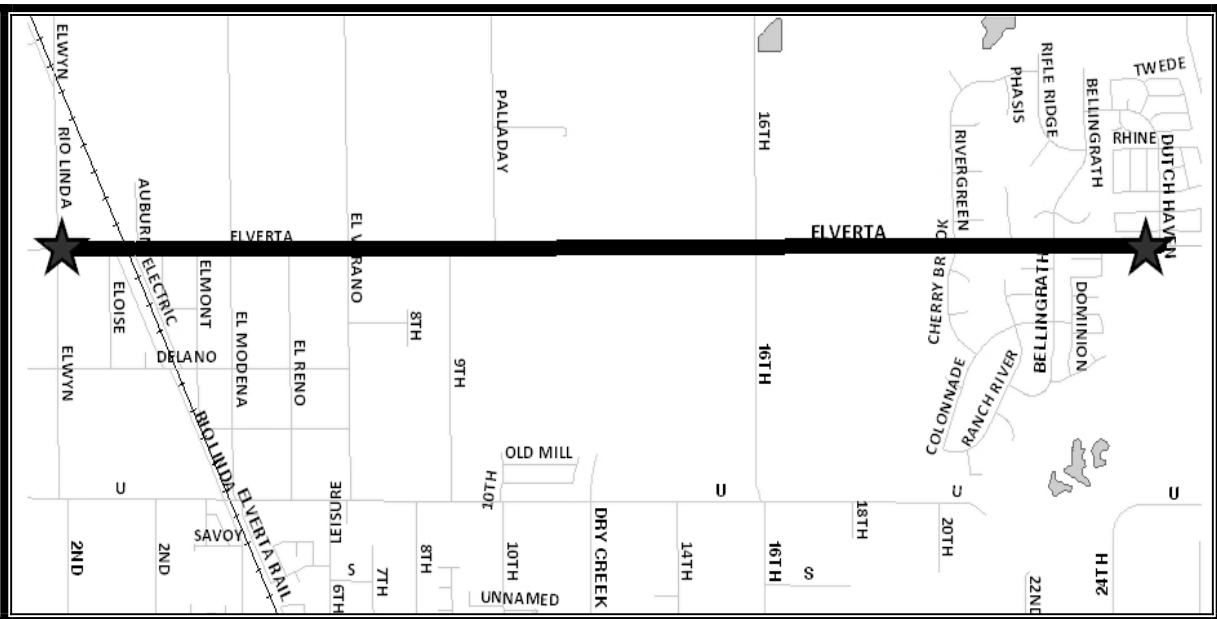 ELWYN
TWEDE
RIFLE RIDGE
PHASIS
BELLINGRATH
PALLADAY
16TH
RIO LINDA
RIVERGREEN
RHINE
DUTCH HAVEN
AUBURN
EL VERANO
ELVERTA
ELVERTA
CHERRY BROOK
ELECTRIC
ELMONT
ELOISE
BELLINGRATH
DOMINION
8TH
EL MODENA
EL RENO
ELWYN
DELANO
9TH
16TH
COLONNADE
RANCH RIVER
RIO LINDA
OLD MILL
10TH
U
U
U
U
ELVERTA RAIL
LEISURE
SAVOY
DRY CREEK
18TH
20TH
2ND
2ND
8TH
10TH
14TH
16TH
24TH
S
7TH
S
6TH
UNNAMED
22ND